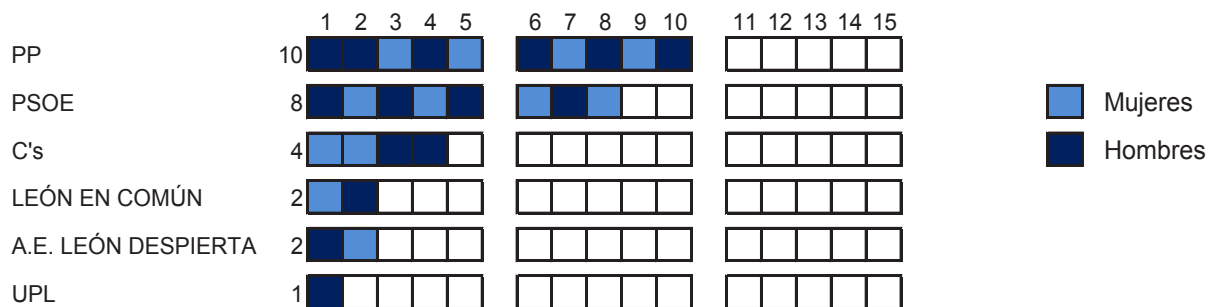 1 2 3 4 5 6 7 8 9 10 11 12 13 14 15
PP 10
PSOE 8
C's 4
LEÓN EN COMÚN 2
A.E. LEÓN DESPIERTA 2
UPL 1
Mujeres
Hombres